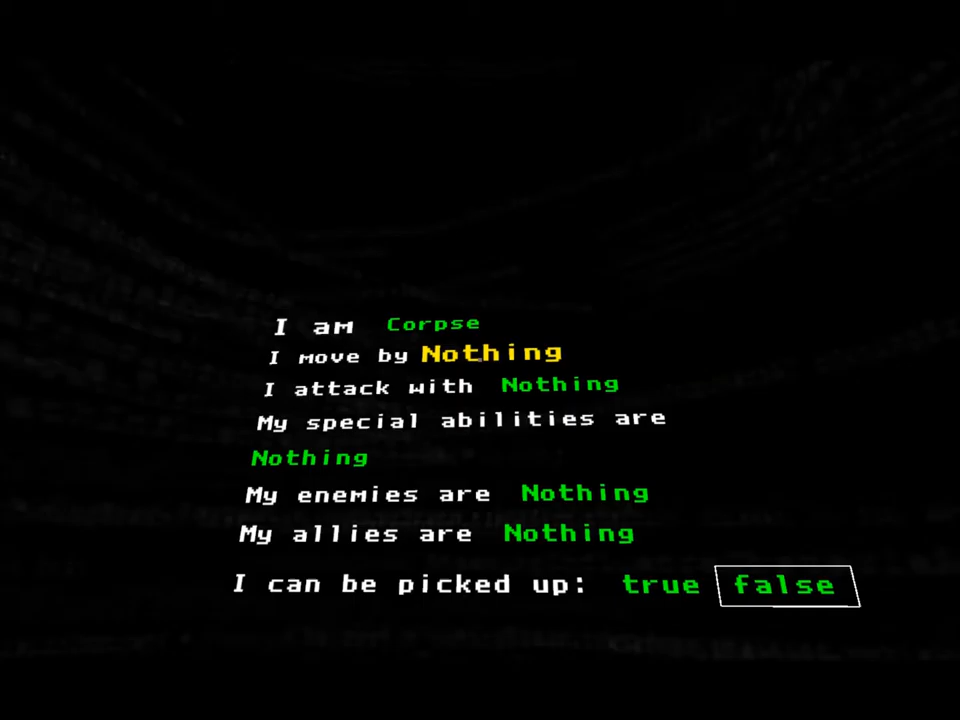 I am Corpse
I move by Nothing
I attack with Nothing
My special abilities are
Nothing
My enemies are Nothing
My allies are Nothing
I can be picked up: true false